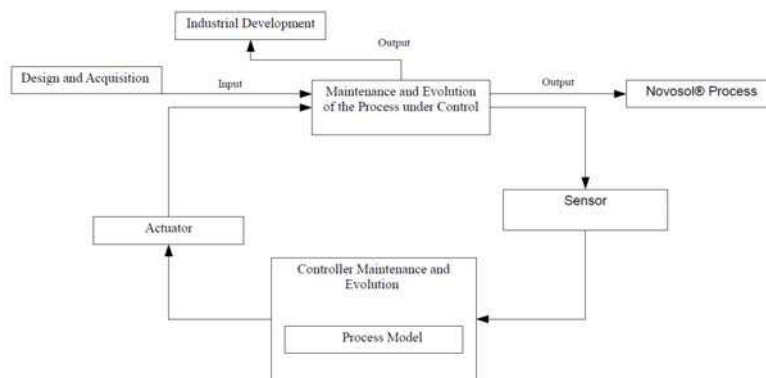 Industrial Development
Output
Design and Acquisition
Input
Maintenance and Evolution
of the Process under Control
Output
Novosol® Process
Sensor
Actuator
Controller Maintenance and
Evolution
Process Model